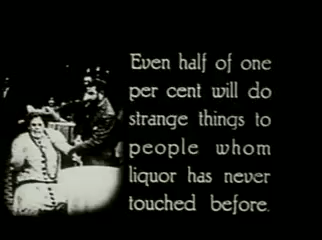 Even half of one
per cent will do
strange things to
people whom
liquor has never
touched before.